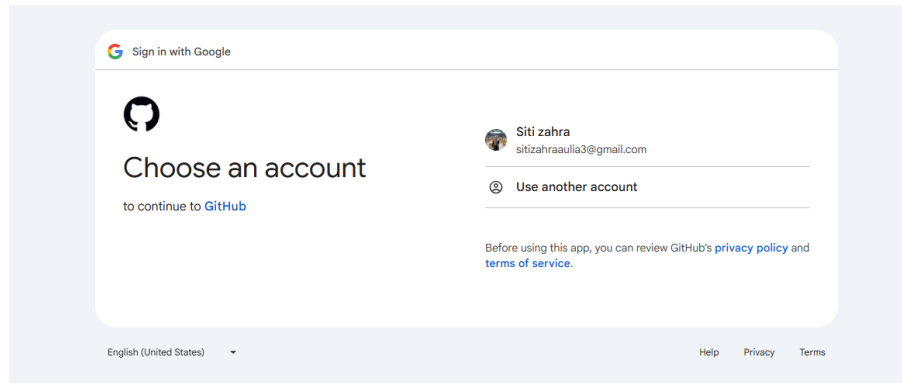 Sign in with Google
Choose an account
to continue to GitHub
Siti zahra
sitizahraaulia3@gmail.com
Use another account
Before using this app, you can review GitHub's privacy policy and
terms of service.
English (United States)
Help Privacy Terms